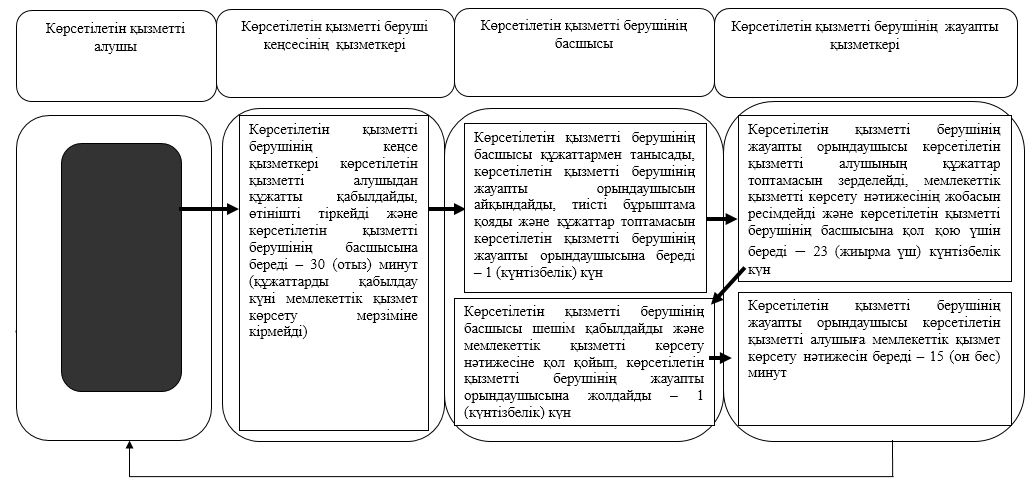 Көрсетілетін қызметті
алушы
Көрсетілетін қызметті беруші
кеңсесінің қызметкері
Көрсетілетін қызметті берушінің
басшысы
Көрсетілетін қызметті берушінің жауапты
қызметкері
Көрсетілетін қызметті
берушінің кеңсе
қызметкері көрсетілетін
қызметті алушыдан
құжатты қабылдайды,
өтінішті тіркейді және
көрсетілетін қызметті
берушінің басшысына
береді – 30 (отыз) минут
(құжаттарды қабылдау
күні мемлекеттік қызмет
көрсету мерзіміне
кірмейді)
Көрсетілетін қызметті берушінің
басшысы құжаттармен танысады,
көрсетілетін қызметті берушінің
жауапты орындаушысын
айқындайды, тиісті бұрыштама
қояды және құжаттар топтамасын
көрсетілетін қызметті берушінің
жауапты орындаушысына береді
– 1 (күнтізбелік) күн
Көрсетілетін қызметті берушінің
жауапты орындаушысы көрсетілетін
қызметті алушының құжаттар
топтамасын зерделейді, мемлекеттік
қызметті көрсету нәтижесінің жобасын
ресімдейді және көрсетілетін қызметті
берушінің басшысына қол қою үшін
береді – 23 (жиырма үш) күнтізбелік
күн
Көрсетілетін қызметті берушінің
басшысы шешім қабылдайды және
мемлекеттік қызметті көрсету
нәтижесіне қол қойып, көрсетілетін
қызметті берушінің жауапты
орындаушысына жолдайды – 1
(күнтізбелік) күн
Көрсетілетін қызметті берушінің
жауапты орындаушысы көрсетілетін
қызметті алушыға мемлекеттік қызмет
көрсету нәтижесін береді – 15 (он бес)
минут